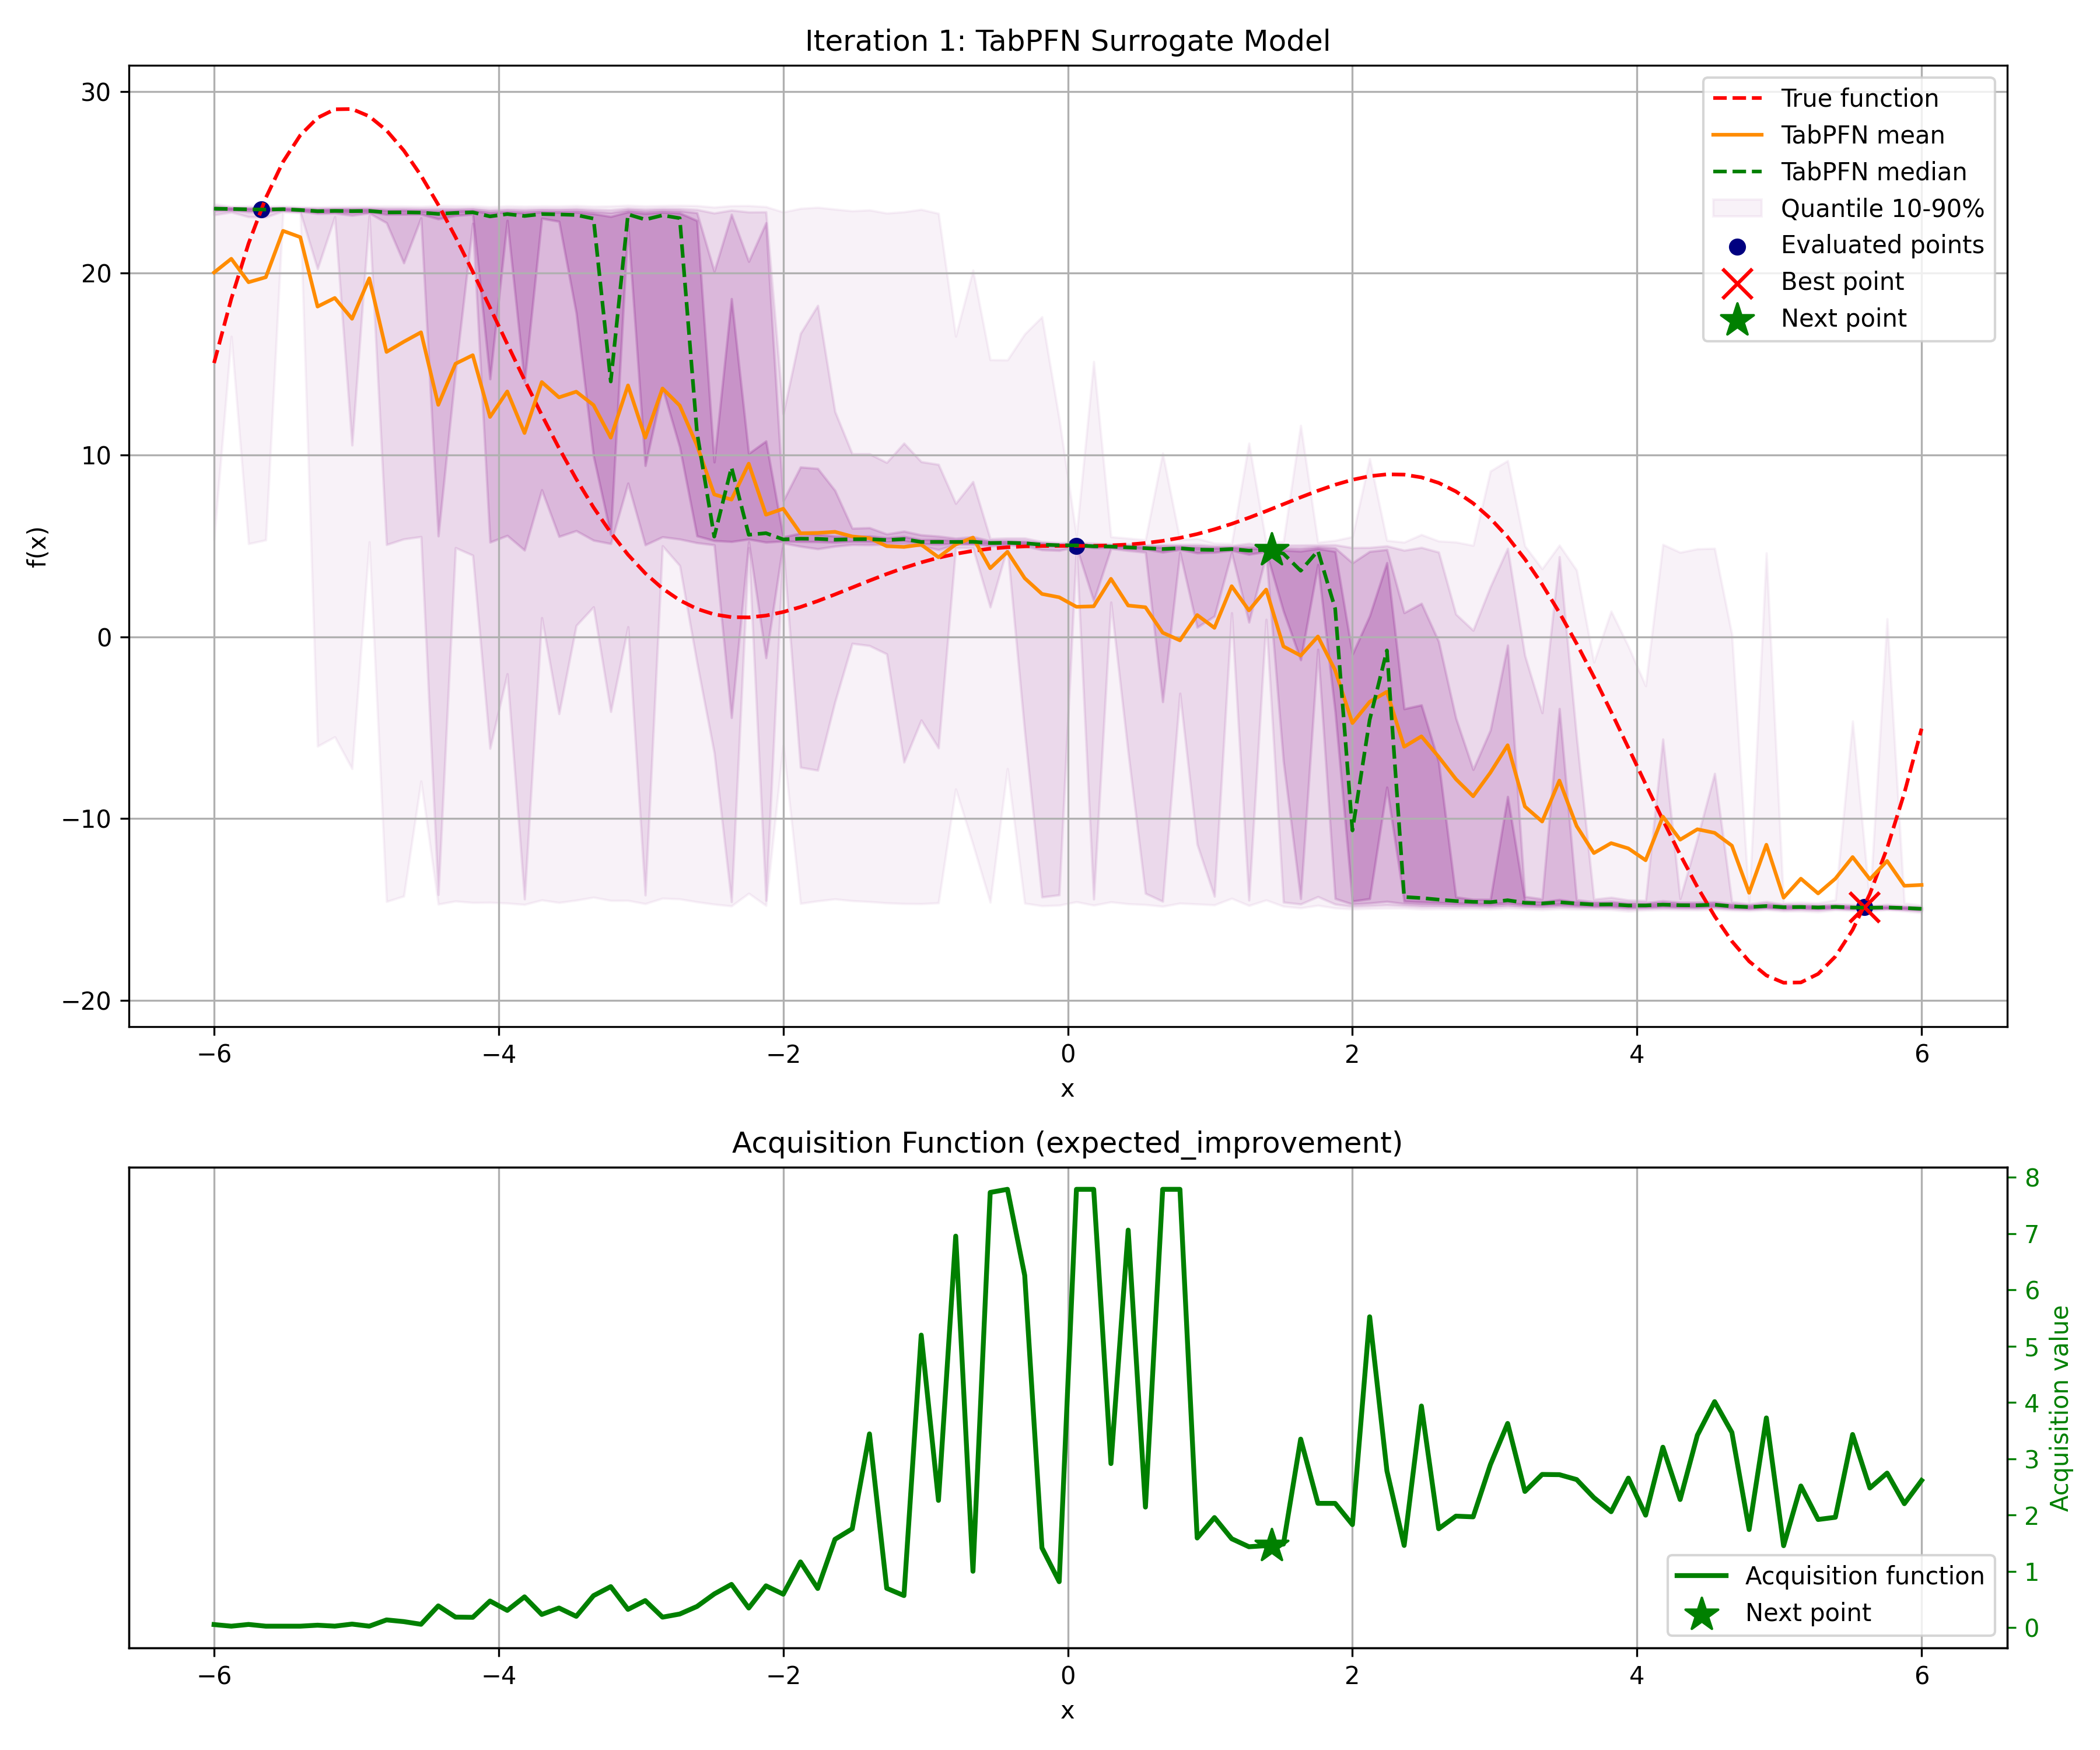 Iteration 1: TabPFN Surrogate Model
30
20
10
0
−10
−20
f(x)
True function
TabPFN mean
TabPFN median
Quantile 10-90%
Evaluated points
Best point
Next point
−6 −4 −2 0 2 4 6
x
Acquisition Function (expected_improvement)
8
7
6
5
4
3
2
1
0
Acquisition value
Acquisition function
Next point
−6 −4 −2 0 2 4 6
x